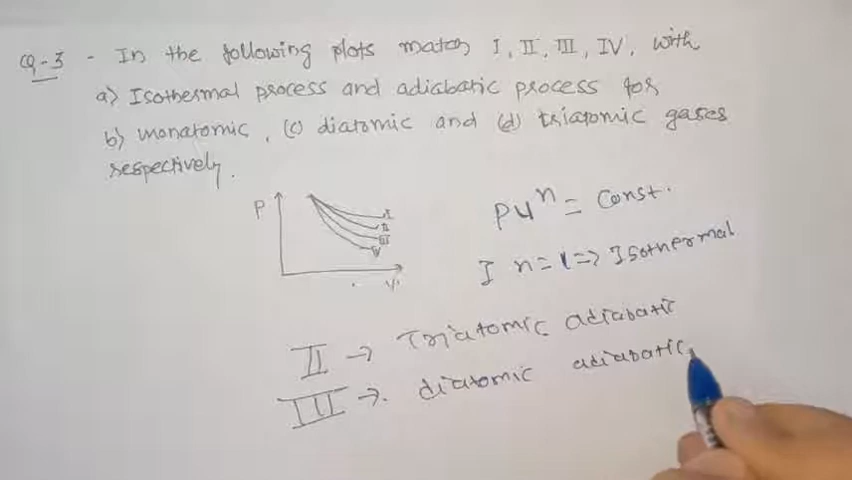 Q-3 - In the following plots match I, II, III, IV, with
a) Isothermal process and adiabatic process for
b) monatomic, (c) diatomic and (d) triatomic gases
respectively.
P
I
II
III
IV
V
PVⁿ = Const.
I n=1=> Isothermal
II -> Triatomic adiabatic
III ->. diatomic adiabatic